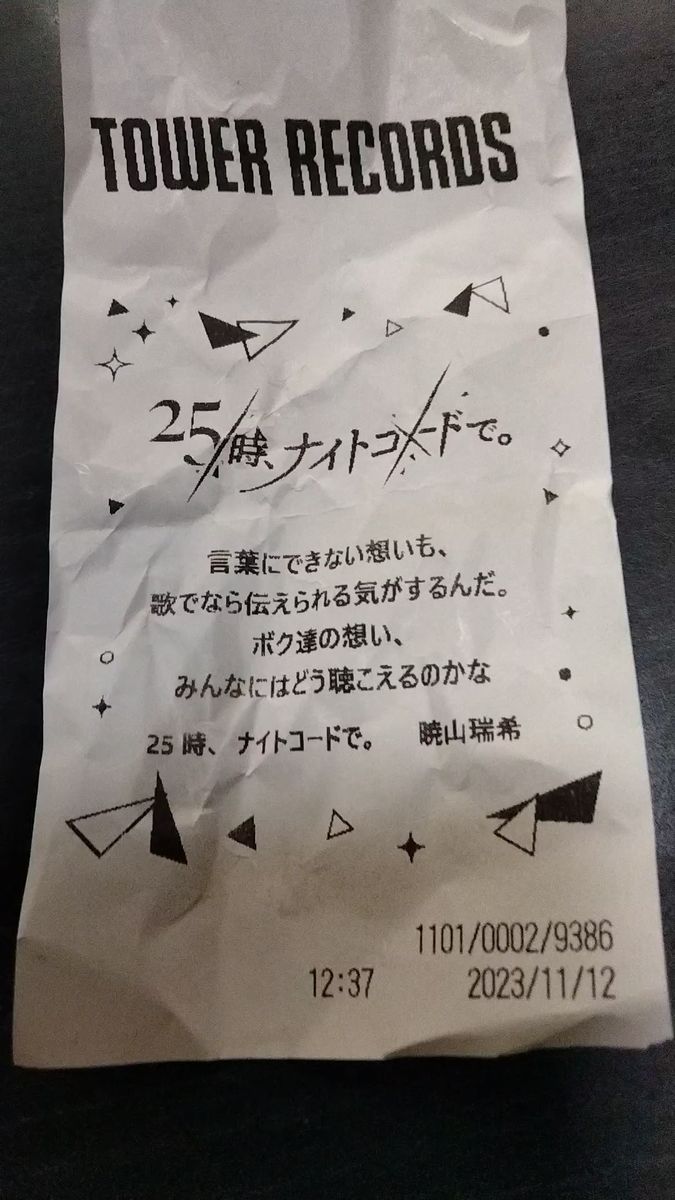 TOWER RECORDS
25時、ナイトコードで。
言葉にできない想いも、
歌でなら伝えられる気がするんだ。
ボク達の想い、
みんなにはどう聴こえるのかな
25時、ナイトコードで。 暁山瑞希
1101/0002/9386
12:37 2023/11/12